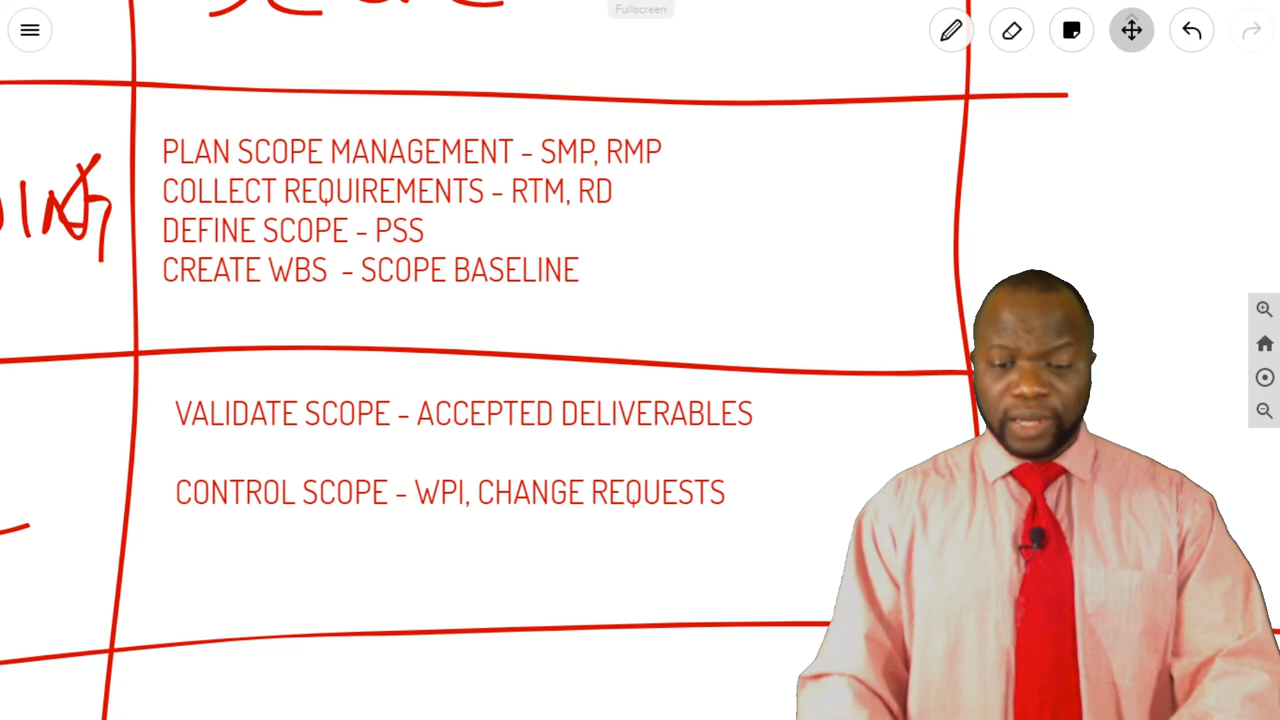 Fullscreen
PLAN SCOPE MANAGEMENT - SMP, RMP
COLLECT REQUIREMENTS - RTM, RD
DEFINE SCOPE - PSS
CREATE WBS - SCOPE BASELINE
VALIDATE SCOPE - ACCEPTED DELIVERABLES
CONTROL SCOPE - WPI, CHANGE REQUESTS